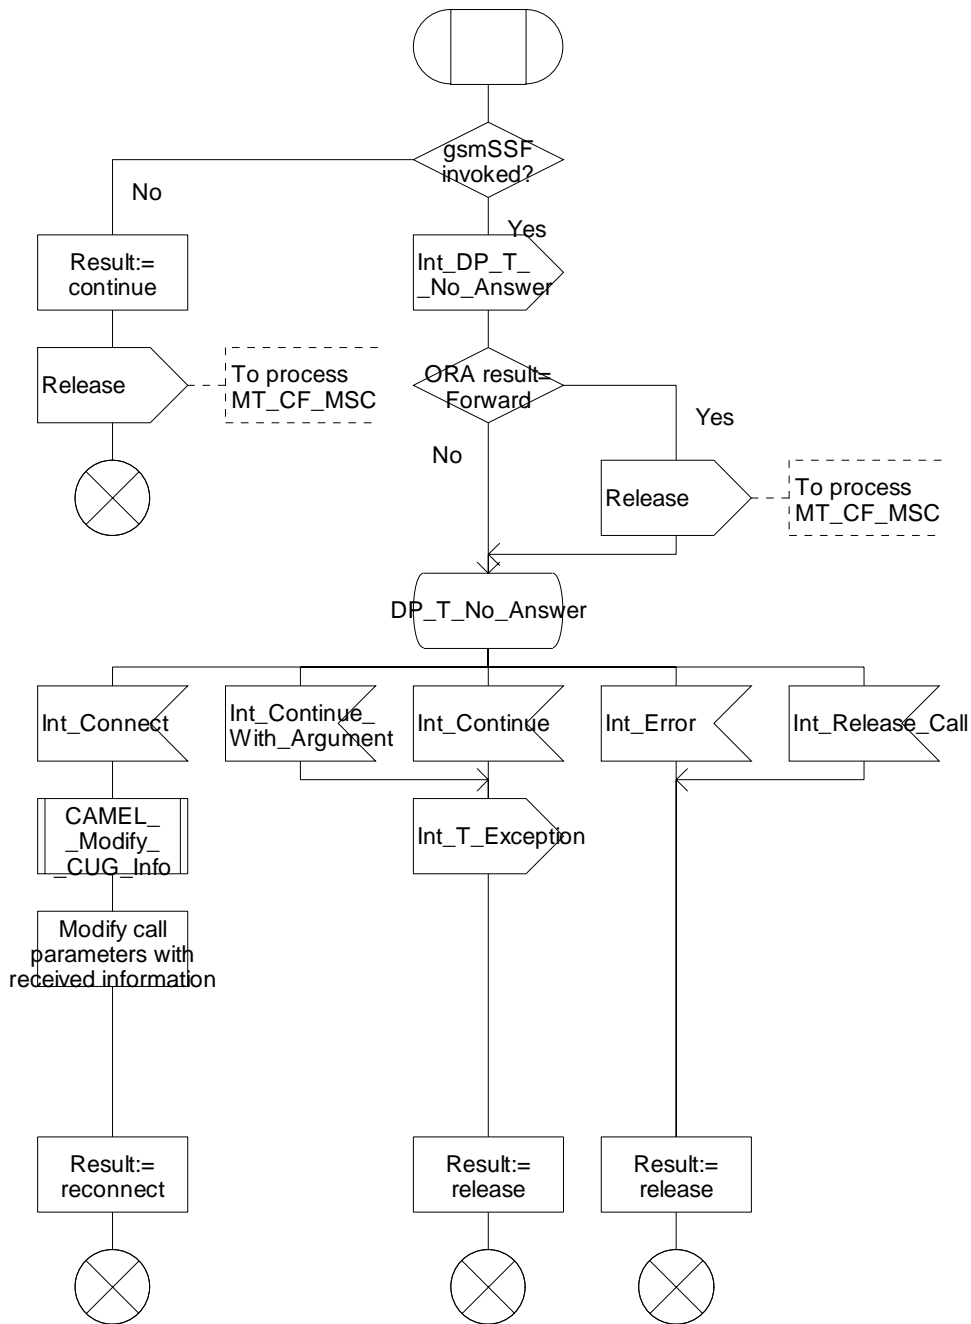 gsmSSF
invoked?
No
Yes
Result:=
continue
Int_DP_T_
_No_Answer
Release
To process
MT_CF_MSC
ORA result=
Forward
Yes
No
Release
To process
MT_CF_MSC
DP_T_No_Answer
Int_Connect
Int_Continue_
With_Argument
Int_Continue
Int_Error
Int_Release_Call
CAMEL_
_Modify_
_CUG_Info
Int_T_Exception
Modify call
parameters with
received information
Result:=
reconnect
Result:=
release
Result:=
release